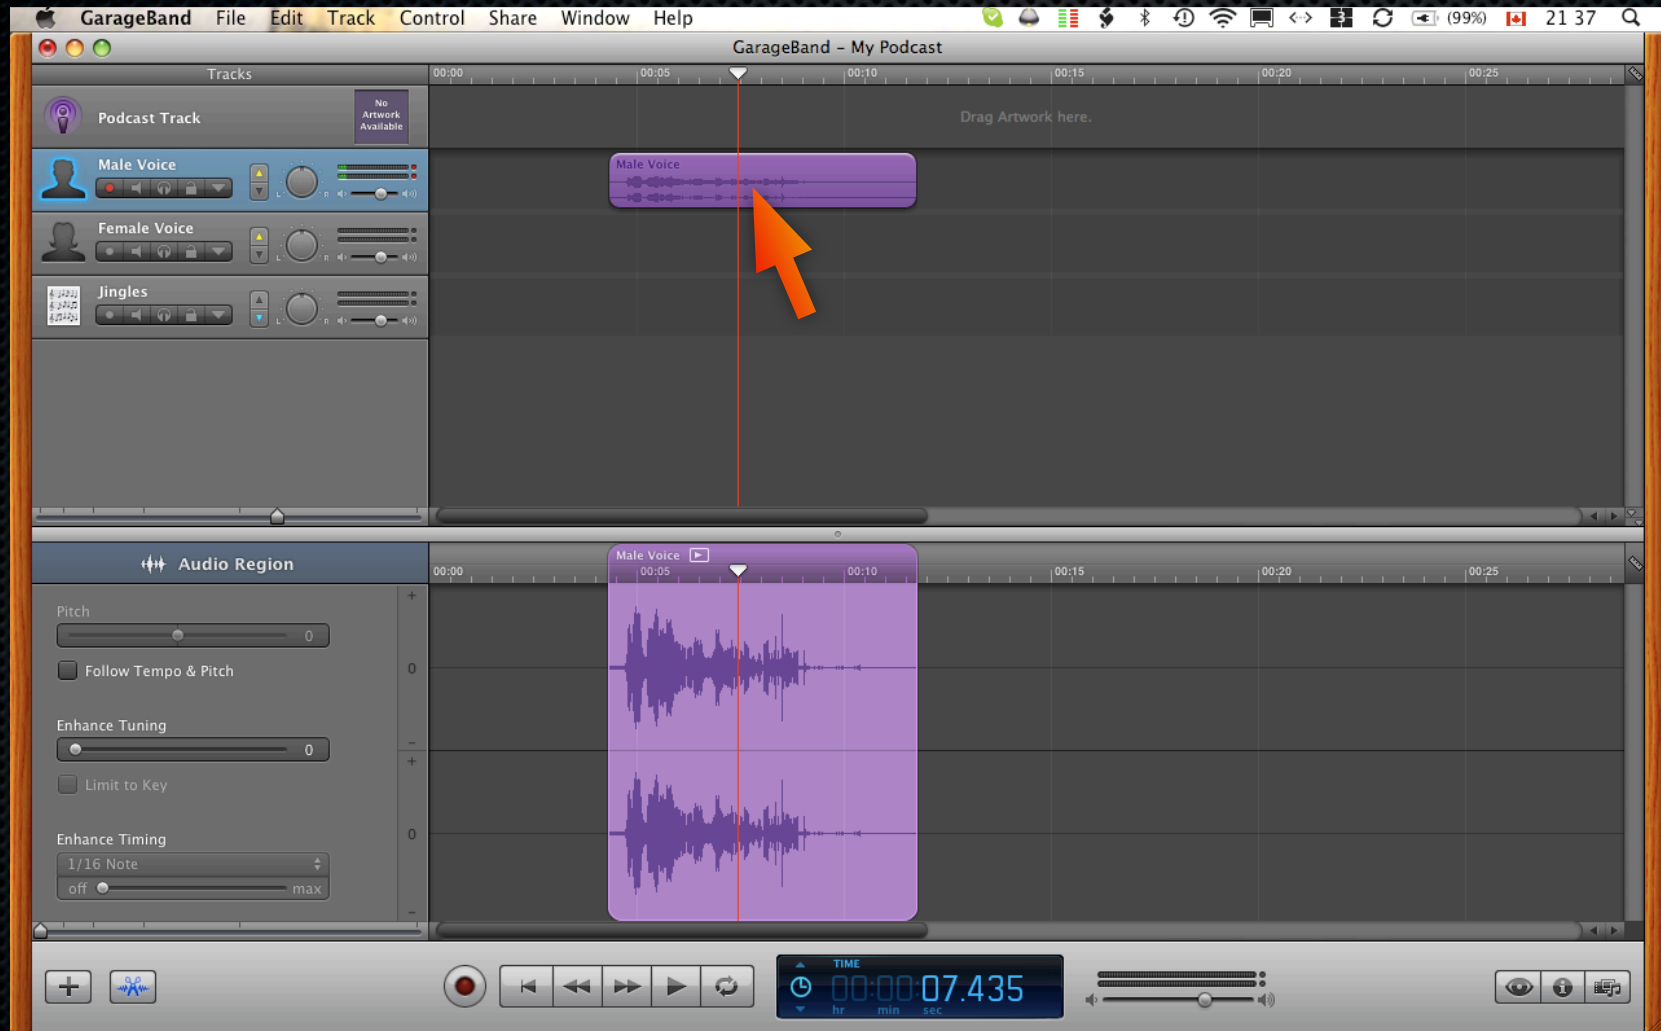 GarageBand File Edit Track Control Share Window Help (99%) 21 37
GarageBand – My Podcast
Tracks 00:00 00:05 00:10 00:15 00:20 00:25
Podcast Track
No
Artwork
Available
Drag Artwork here.
Male Voice
L R
Male Voice
Female Voice
L R
Jingles
L R
Audio Region
Male Voice
00:00 00:05 00:10 00:15 00:20 00:25
Pitch
0
Follow Tempo & Pitch
Enhance Tuning
0
Limit to Key
Enhance Timing
1/16 Note
off max
+
0
–
+
0
–
TIME
00:00:07.435
hr min sec